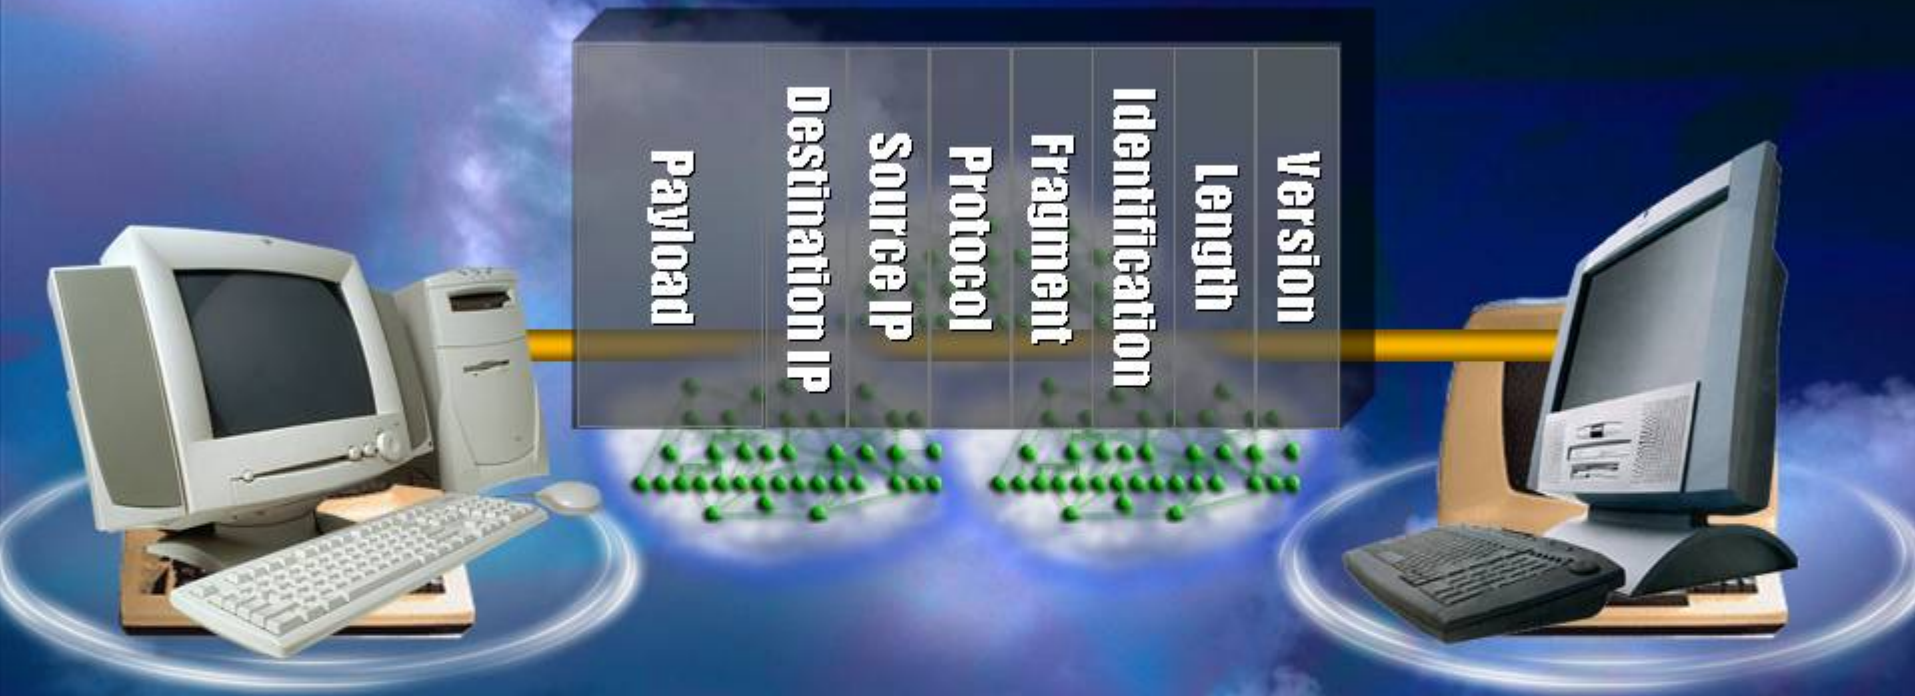 Payload
Destination IP
Source IP
Protocol
Fragment
Identification
Length
Version